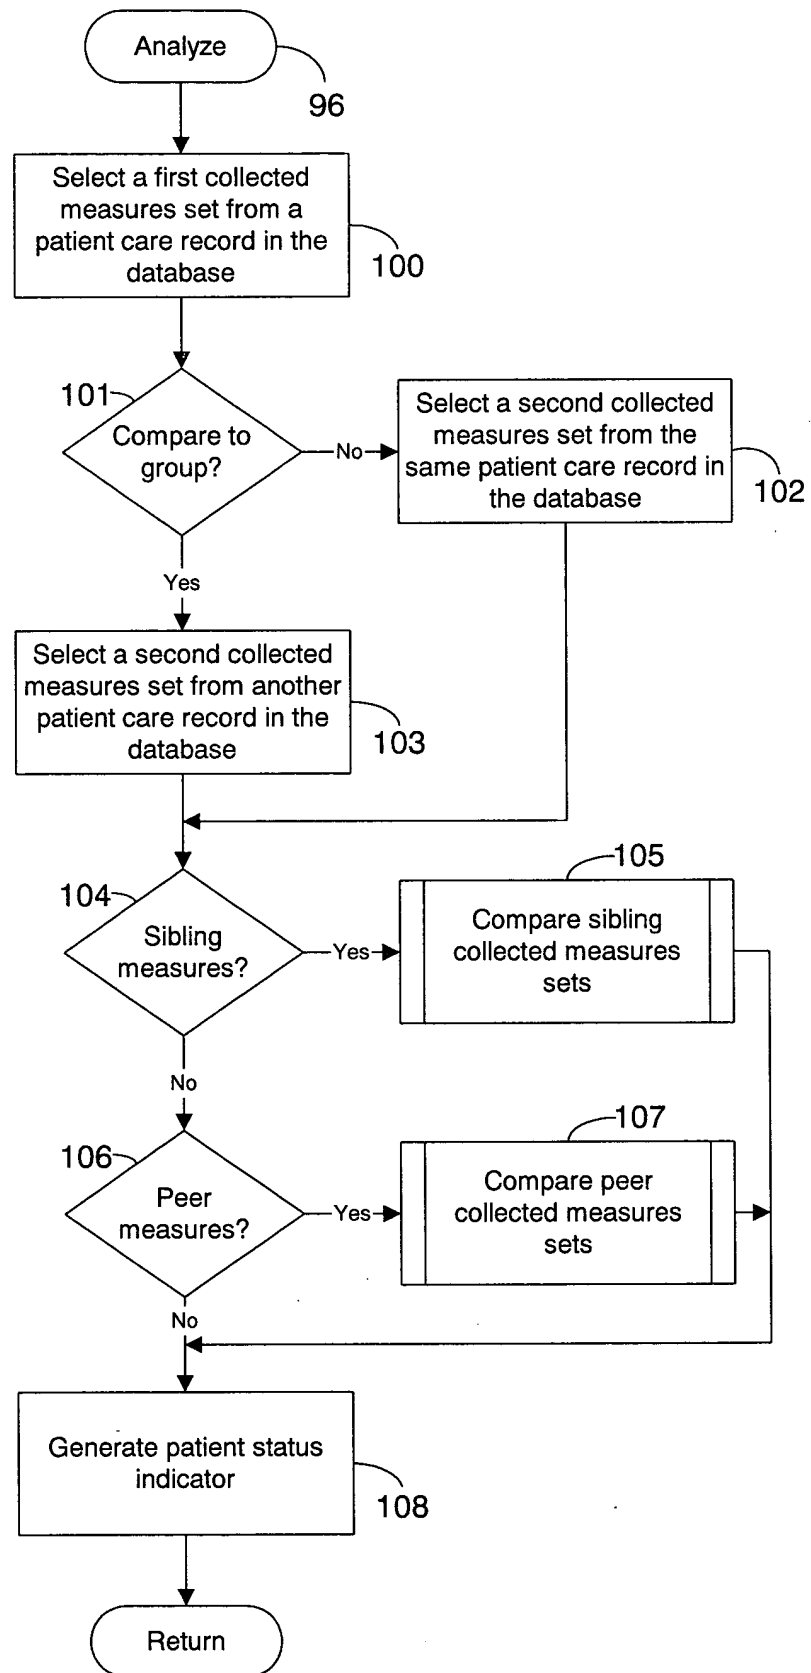 Analyze
96
Select a first collected
measures set from a
patient care record in the
database
100
101
Compare to
group?
No
Select a second collected
measures set from the
same patient care record in
the database
102
Yes
Select a second collected
measures set from another
patient care record in the
database
103
104
Sibling
measures?
Yes
105
Compare sibling
collected measures
sets
No
106
Peer
measures?
Yes
107
Compare peer
collected measures
sets
No
Generate patient status
indicator
108
Return